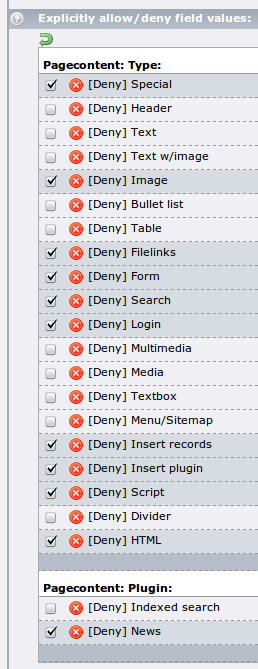 Explicitly allow/deny field values:
Pagecontent: Type:
[Deny] Special
[Deny] Header
[Deny] Text
[Deny] Text w/image
[Deny] Image
[Deny] Bullet list
[Deny] Table
[Deny] Filelinks
[Deny] Form
[Deny] Search
[Deny] Login
[Deny] Multimedia
[Deny] Media
[Deny] Textbox
[Deny] Menu/Sitemap
[Deny] Insert records
[Deny] Insert plugin
[Deny] Script
[Deny] Divider
[Deny] HTML
Pagecontent: Plugin:
[Deny] Indexed search
[Deny] News